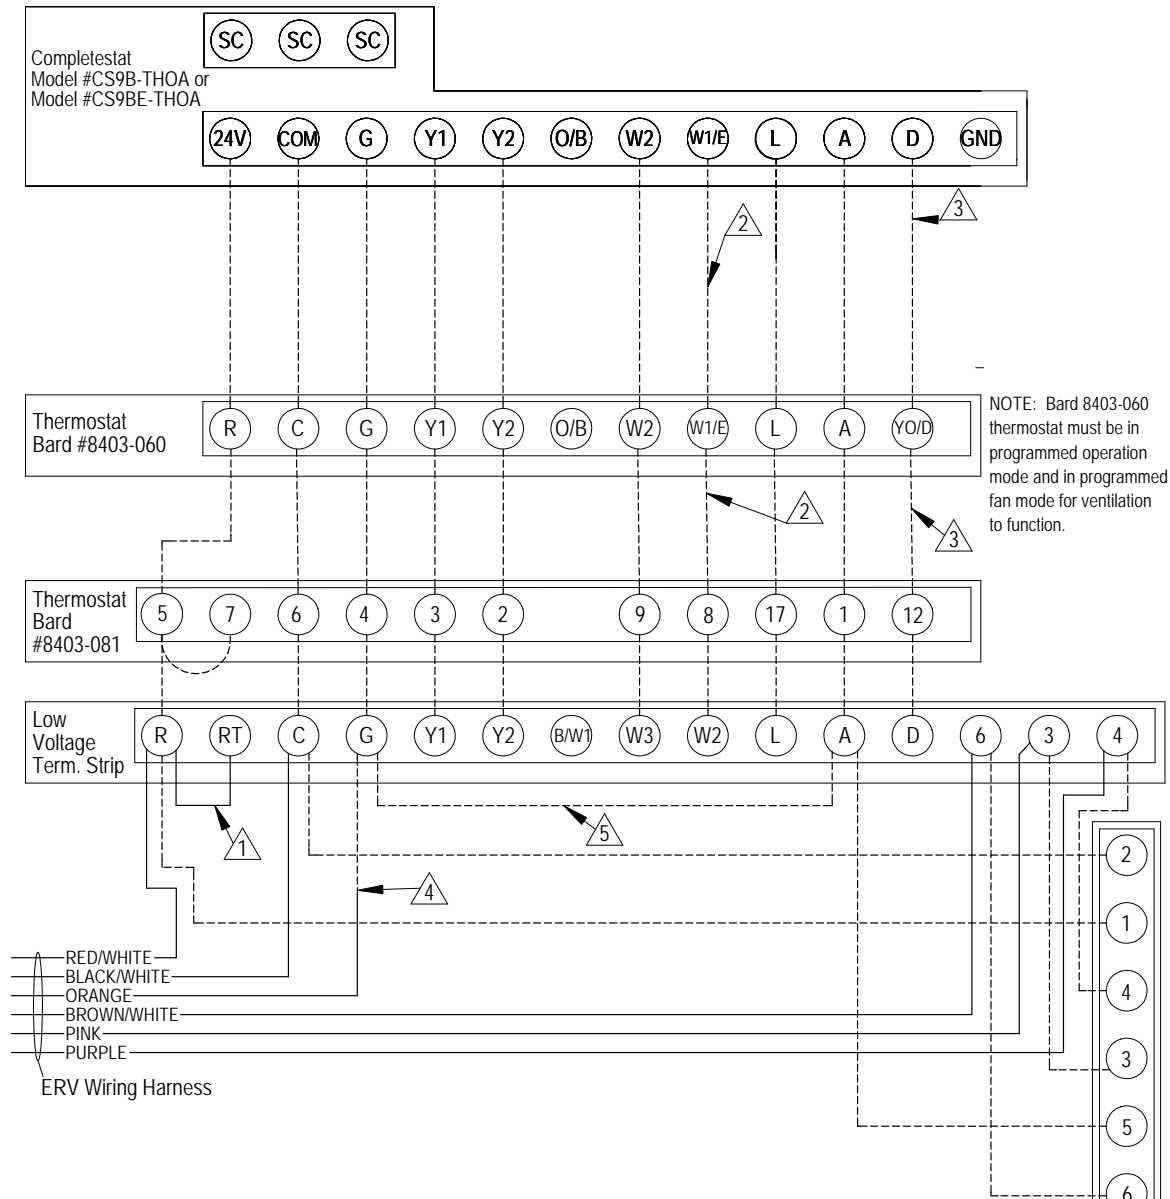 SC SC SC
Completestat
Model #CS9B-THOA or
Model #CS9BE-THOA
24V COM G Y1 Y2 O/B W2 W1/E L A D GND
3
2
NOTE: Bard 8403-060
thermostat must be in
programmed operation
mode and in programmed
fan mode for ventilation
to function.
Thermostat
Bard #8403-060
R C G Y1 Y2 O/B W2 W1/E L A YO/D
2
3
Thermostat
Bard
#8403-081
5 7 6 4 3 2 9 8 17 1 12
Low
Voltage
Term. Strip
R RT C G Y1 Y2 B/W1 W3 W2 L A D 6 3 4
1
5
4
2
1
4
3
5
6
RED/WHITE
BLACK/WHITE
ORANGE
BROWN/WHITE
PINK
PURPLE
ERV Wiring Harness